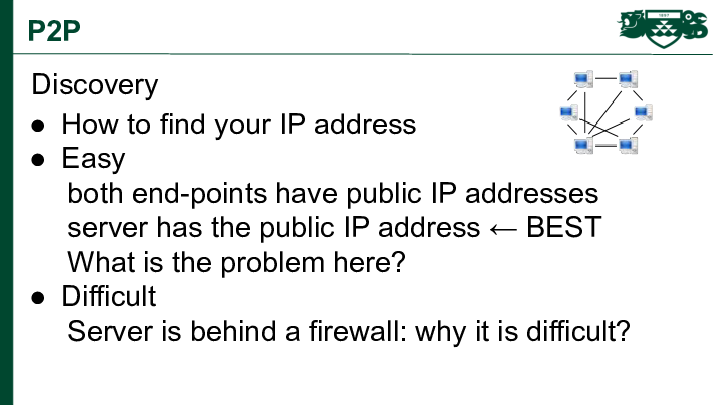 P2P
Discovery
● How to find your IP address
● Easy
both end-points have public IP addresses
server has the public IP address ← BEST
What is the problem here?
● Difficult
Server is behind a firewall: why it is difficult?